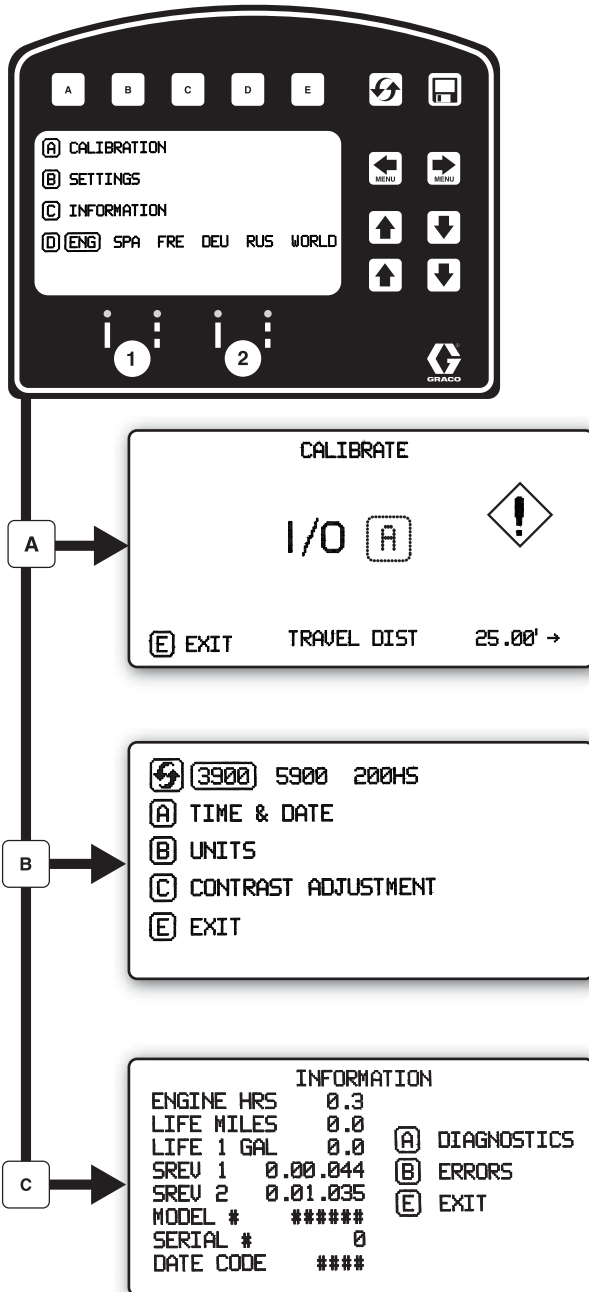 A B C D E
A CALIBRATION
B SETTINGS
MENU MENU
C INFORMATION
D ENG SPA FRE DEU RUS WORLD
1 2
GRACO
CALIBRATE
A
I/O A !
E EXIT TRAVEL DIST 25.00' →
3900 5900 200HS
A TIME & DATE
B UNITS
B
C CONTRAST ADJUSTMENT
E EXIT
INFORMATION
ENGINE HRS 0.3
LIFE MILES 0.0
LIFE 1 GAL 0.0
A DIAGNOSTICS
SREV 1 0.00.044
B ERRORS
SREV 2 0.01.035
E EXIT
C
MODEL # ######
SERIAL # 0
DATE CODE ####